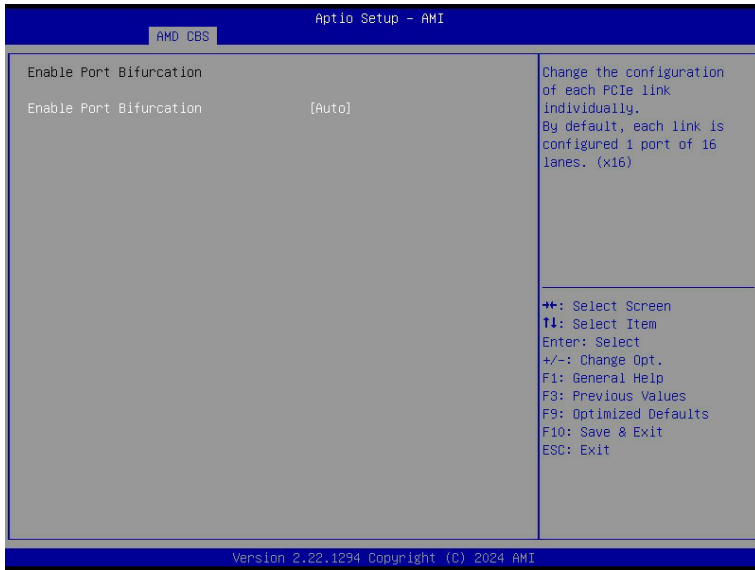 Aptio Setup – AMI
AMD CBS
Enable Port Bifurcation
Enable Port Bifurcation [Auto]
Change the configuration
of each PCIe link
individually.
By default, each link is
configured 1 port of 16
lanes. (x16)
→←: Select Screen
↑↓: Select Item
Enter: Select
+/-: Change Opt.
F1: General Help
F3: Previous Values
F9: Optimized Defaults
F10: Save & Exit
ESC: Exit
Version 2.22.1294 Copyright (C) 2024 AMI